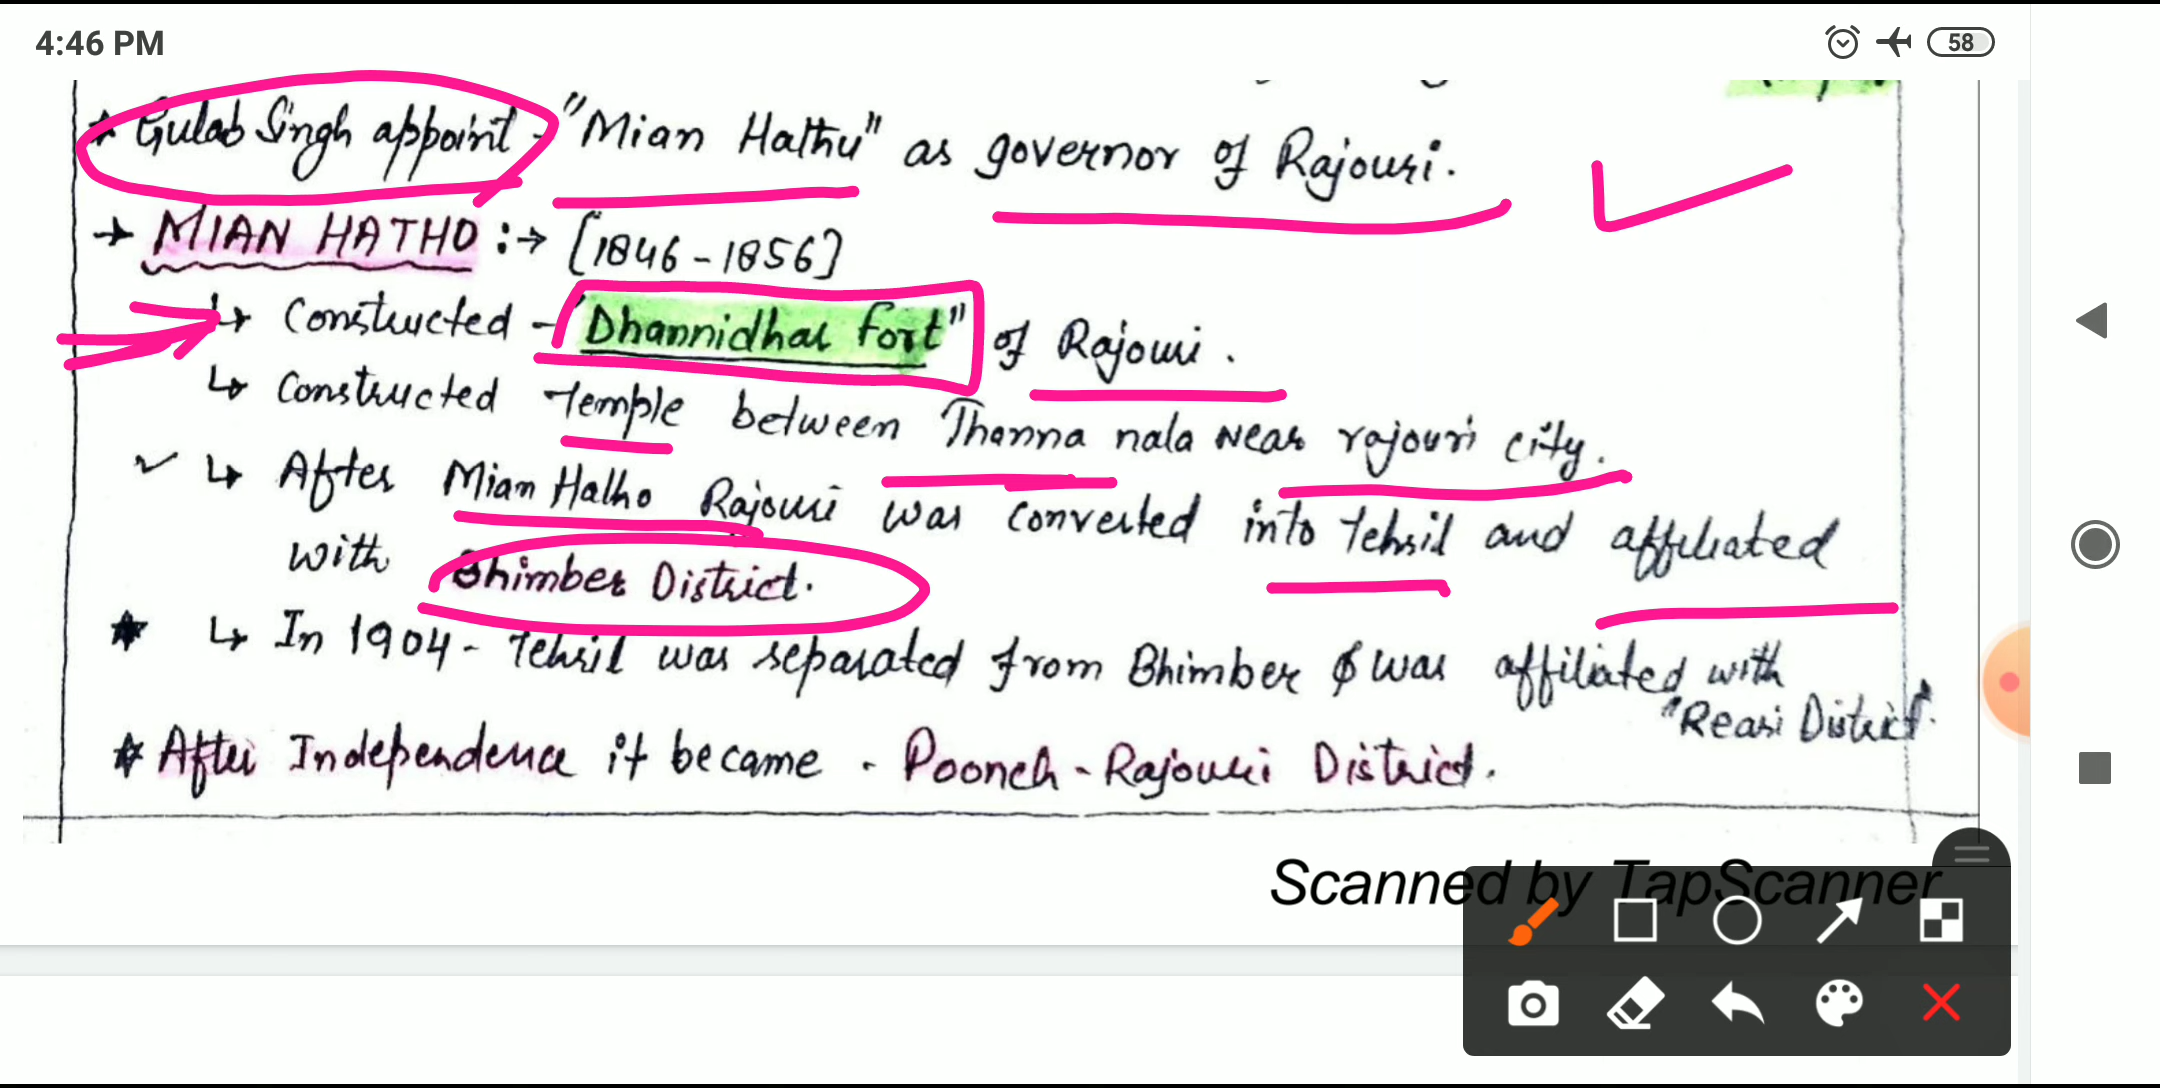 4:46 PM
58
★ Gulab Singh appoint - "Mian Hathu" as governor of Rajouri.
→ MIAN HATHO :→ [1846 - 1856]
↳ Constructed - "Dhannidhar Fort" of Rajouri.
↳ Constructed Temple between Thanna nala near rajouri city.
✓ ↳ After Mian Hatho Rajouri was converted into tehsil and affiliated
with Bhimber District.
★ ↳ In 1904 - Tehsil was separated from Bhimber & was affiliated with
"Reasi District".
★ After Independence it became - Poonch - Rajouri District.
Scanned by TapScanner